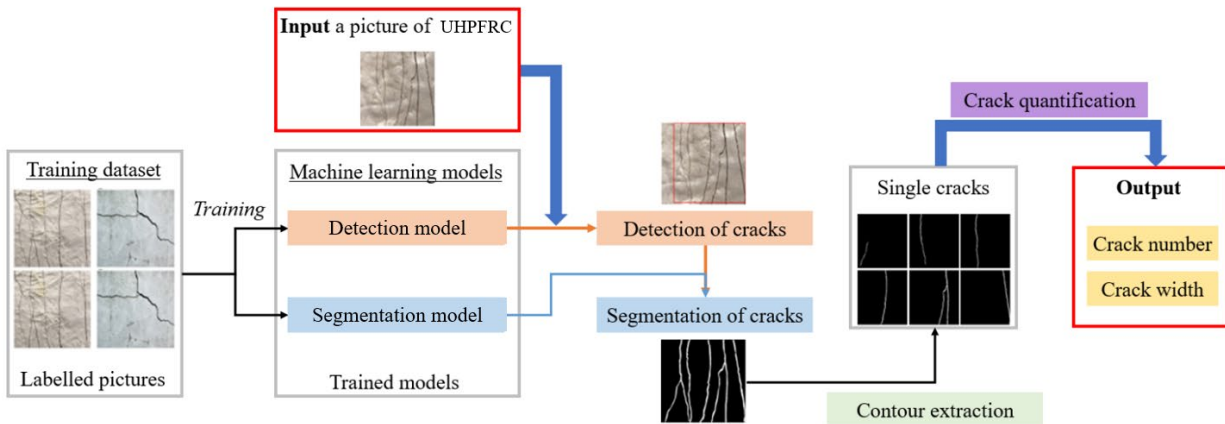 Input a picture of UHPFRC
Training dataset
Labelled pictures
Training
Machine learning models
Detection model
Segmentation model
Trained models
Detection of cracks
Segmentation of cracks
Contour extraction
Single cracks
Crack quantification
Output
Crack number
Crack width